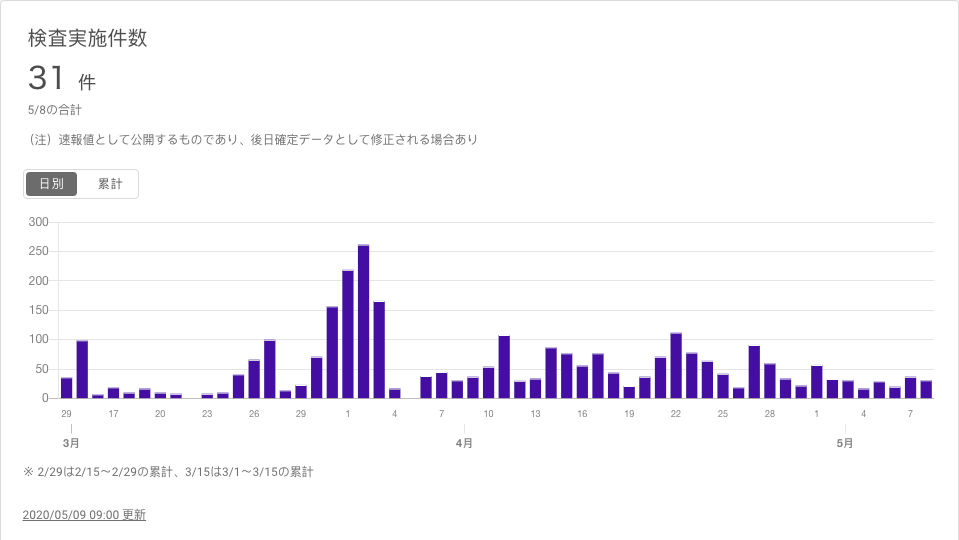 検査実施件数
31 件
5/8の合計
（注）速報値として公開するものであり、後日確定データとして修正される場合あり
日別 累計
300
250
200
150
100
50
0
29 17 20 23 26 29 1 4 7 10 13 16 19 22 25 28 1 4 7
3月 4月 5月
※ 2/29は2/15〜2/29の累計、3/15は3/1〜3/15の累計
2020/05/09 09:00 更新